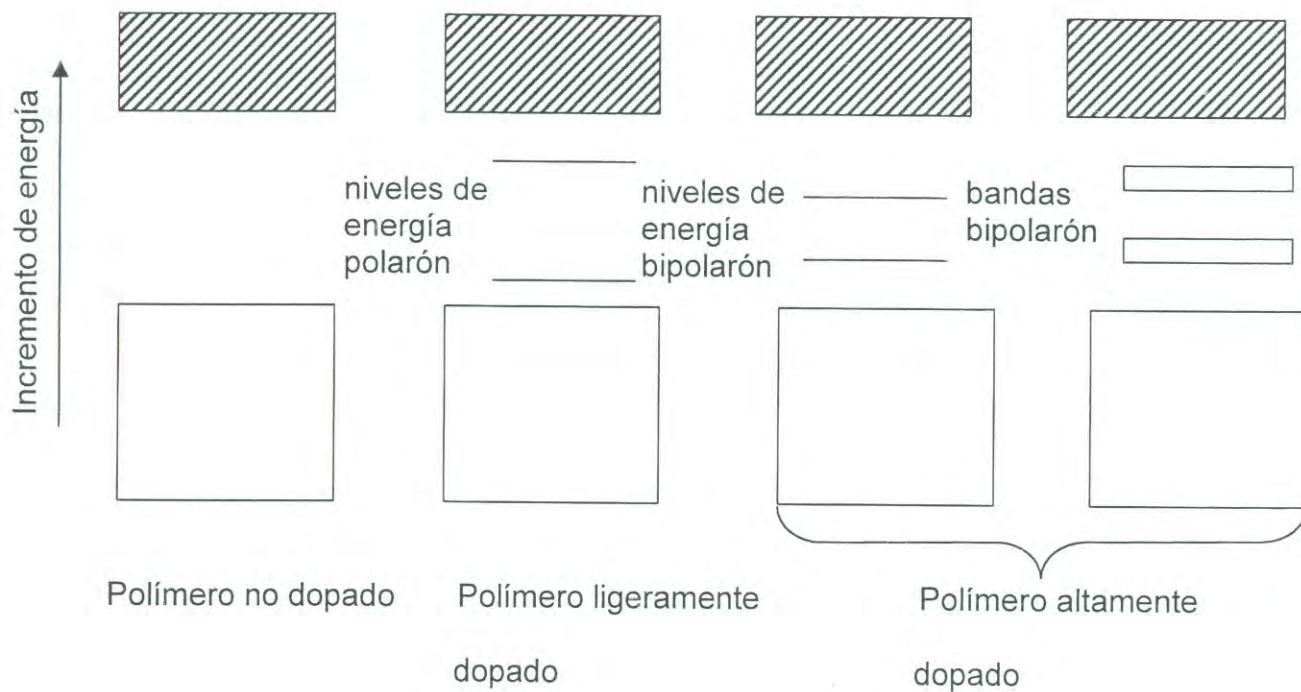 Incremento de energía
niveles de
energía
polarón
niveles de
energía
bipolarón
bandas
bipolarón
Polímero no dopado
Polímero ligeramente
dopado
Polímero altamente
dopado